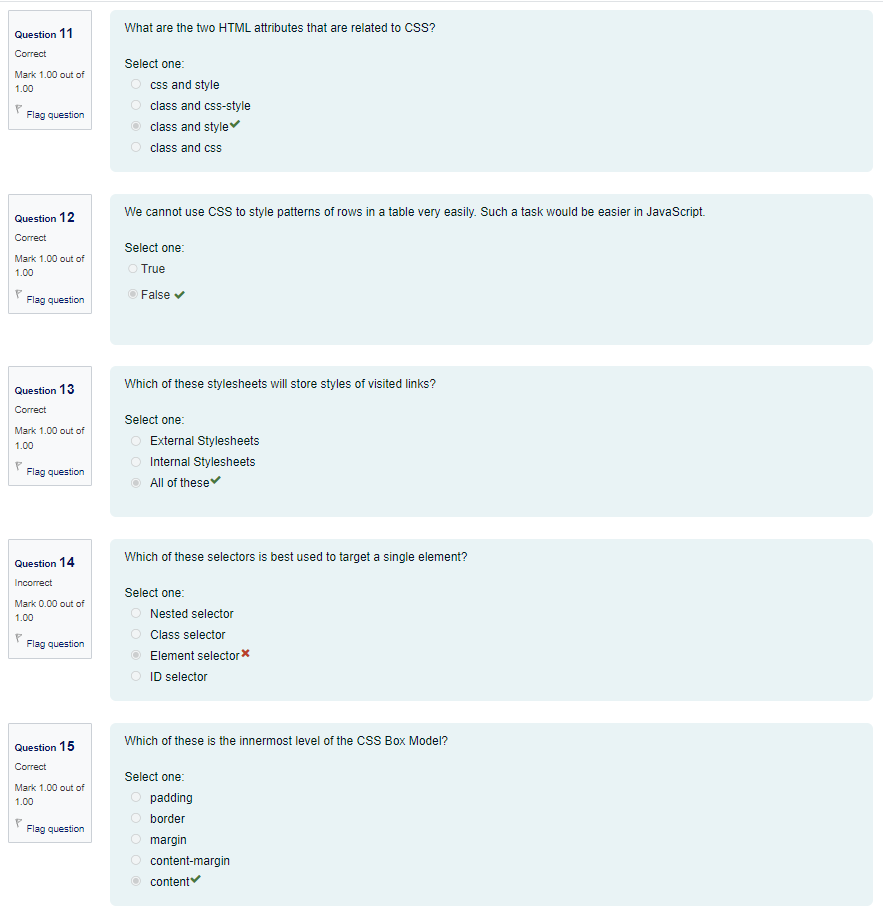 Question 11
Correct
Mark 1.00 out of
1.00
Flag question
What are the two HTML attributes that are related to CSS?
Select one:
css and style
class and css-style
class and style
class and css
Question 12
Correct
Mark 1.00 out of
1.00
Flag question
We cannot use CSS to style patterns of rows in a table very easily. Such a task would be easier in JavaScript.
Select one:
True
False
Question 13
Correct
Mark 1.00 out of
1.00
Flag question
Which of these stylesheets will store styles of visited links?
Select one:
External Stylesheets
Internal Stylesheets
All of these
Question 14
Incorrect
Mark 0.00 out of
1.00
Flag question
Which of these selectors is best used to target a single element?
Select one:
Nested selector
Class selector
Element selector
ID selector
Question 15
Correct
Mark 1.00 out of
1.00
Flag question
Which of these is the innermost level of the CSS Box Model?
Select one:
padding
border
margin
content-margin
content